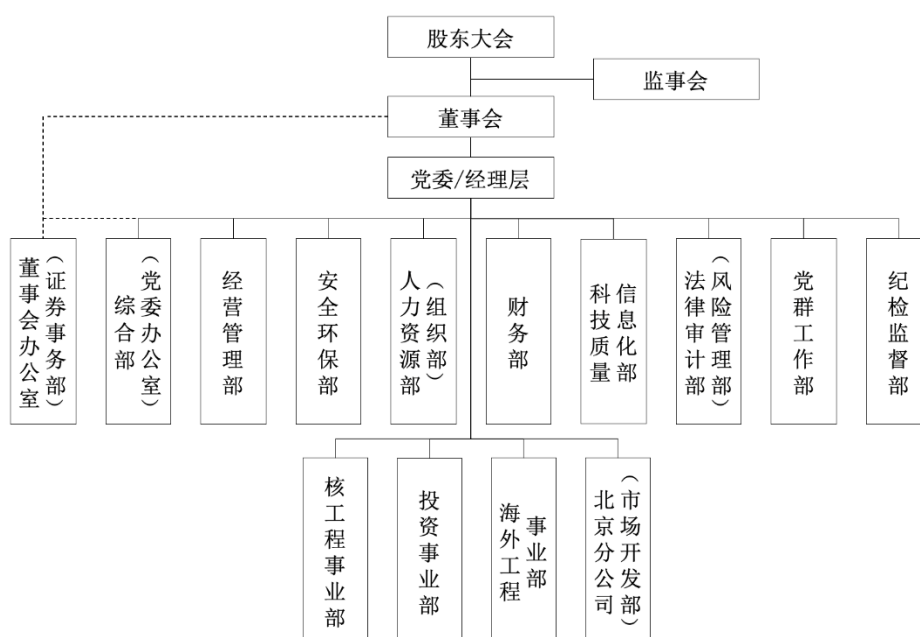 股东大会
监事会
董事会
党委/经理层
董事会办公室
（证券事务部）
综合部
（党委办公室）
经营管理部
安全环保部
人力资源部
（组织部）
财务部
科技质量
信息化部
法律审计部
（风险管理部）
党群工作部
纪检监督部
核工程事业部
投资事业部
海外工程
事业部
北京分公司
（市场开发部）